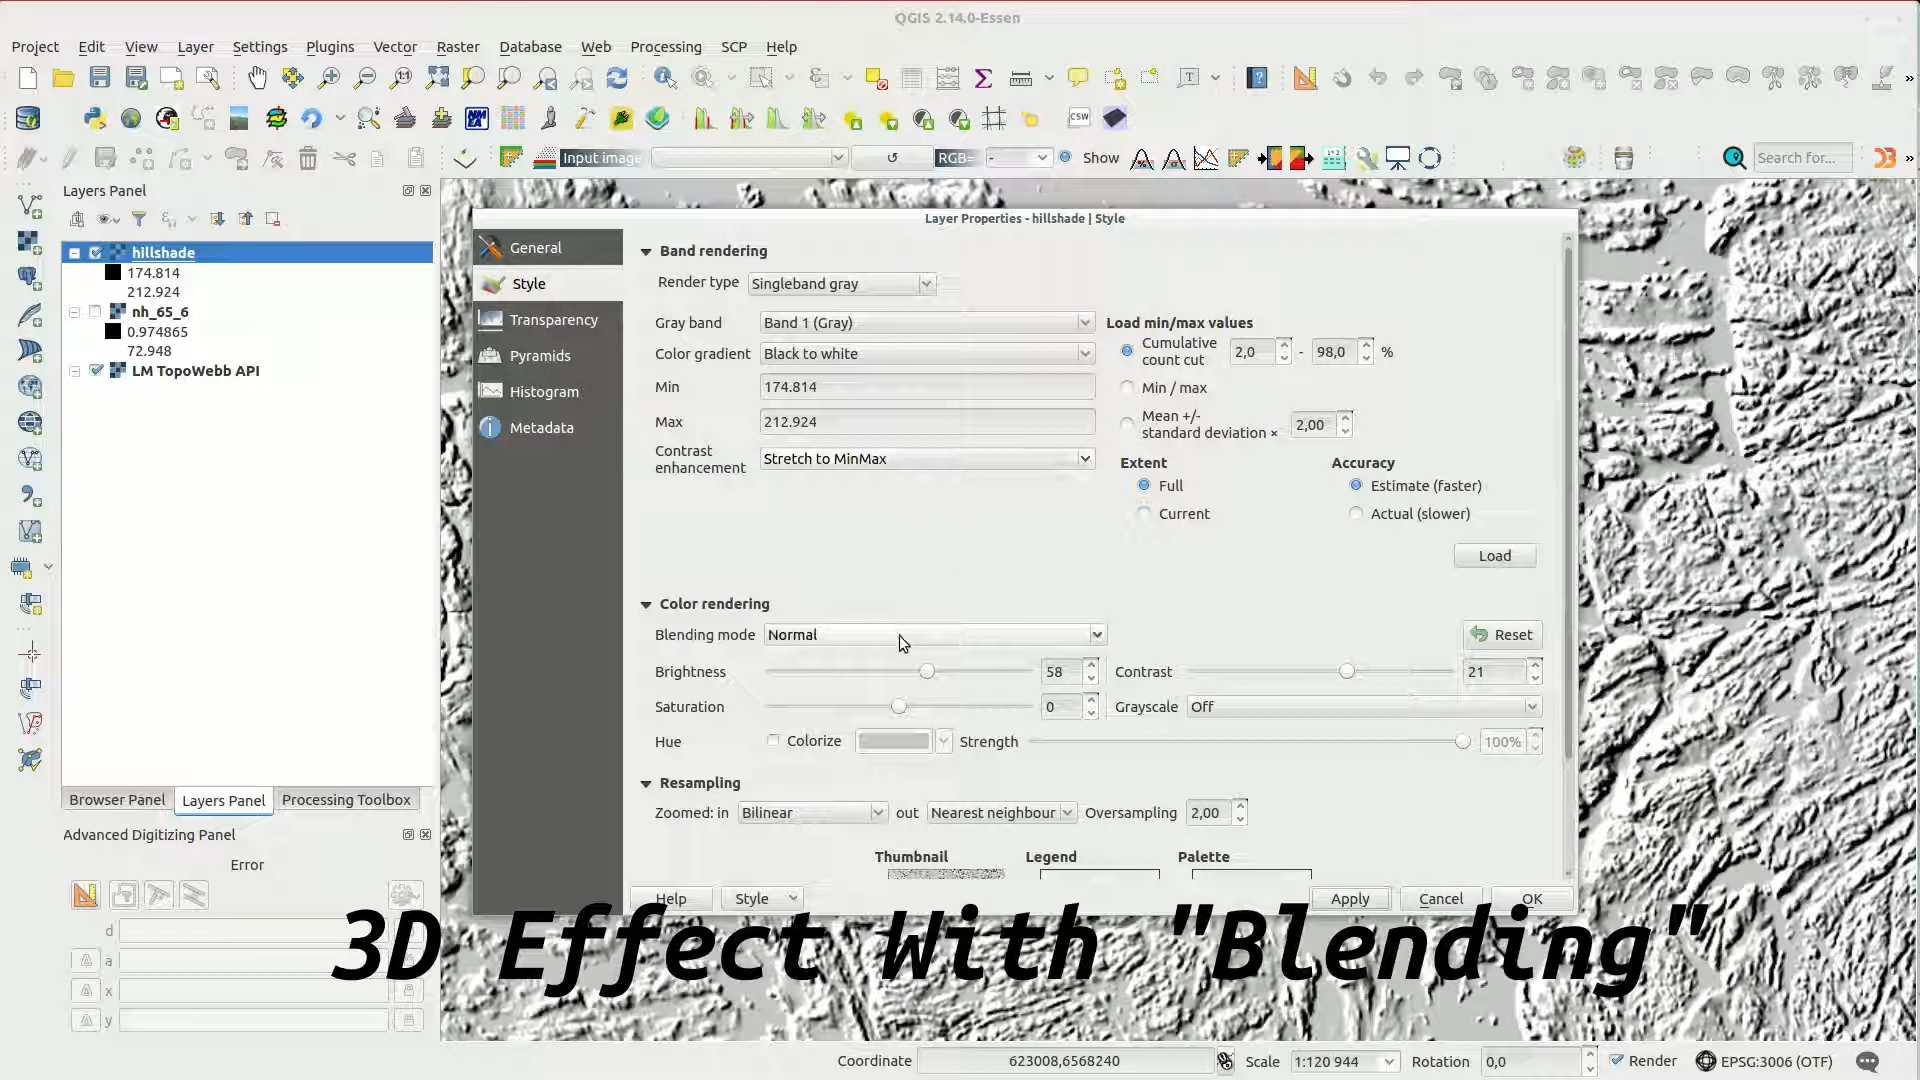 QGIS 2.14.0-Essen
Project Edit View Layer Settings Plugins Vector Raster Database Web Processing SCP Help
CSW
Input image RGB= - Show Search for...
Layers Panel
hillshade
174.814
212.924
nh_65_6
0.974865
72.948
LM TopoWebb API
Browser Panel Layers Panel Processing Toolbox
Advanced Digitizing Panel
Error
d
a
x
y
Layer Properties - hillshade | Style
General
Style
Transparency
Pyramids
Histogram
Metadata
Band rendering
Render type Singleband gray
Gray band Band 1 (Gray)
Color gradient Black to white
Min 174.814
Max 212.924
Contrast
enhancement Stretch to MinMax
Load min/max values
Cumulative
count cut 2,0 - 98,0 %
Min / max
Mean +/-
standard deviation × 2,00
Extent Accuracy
Full Estimate (faster)
Current Actual (slower)
Load
Color rendering
Blending mode Normal Reset
Brightness 58 Contrast 21
Saturation 0 Grayscale Off
Hue Colorize Strength 100%
Resampling
Zoomed: in Bilinear out Nearest neighbour Oversampling 2,00
Thumbnail Legend Palette
Help Style Apply Cancel OK
3D Effect With "Blending"
Coordinate 623008,6568240 Scale 1:120 944 Rotation 0,0 Render EPSG:3006 (OTF)